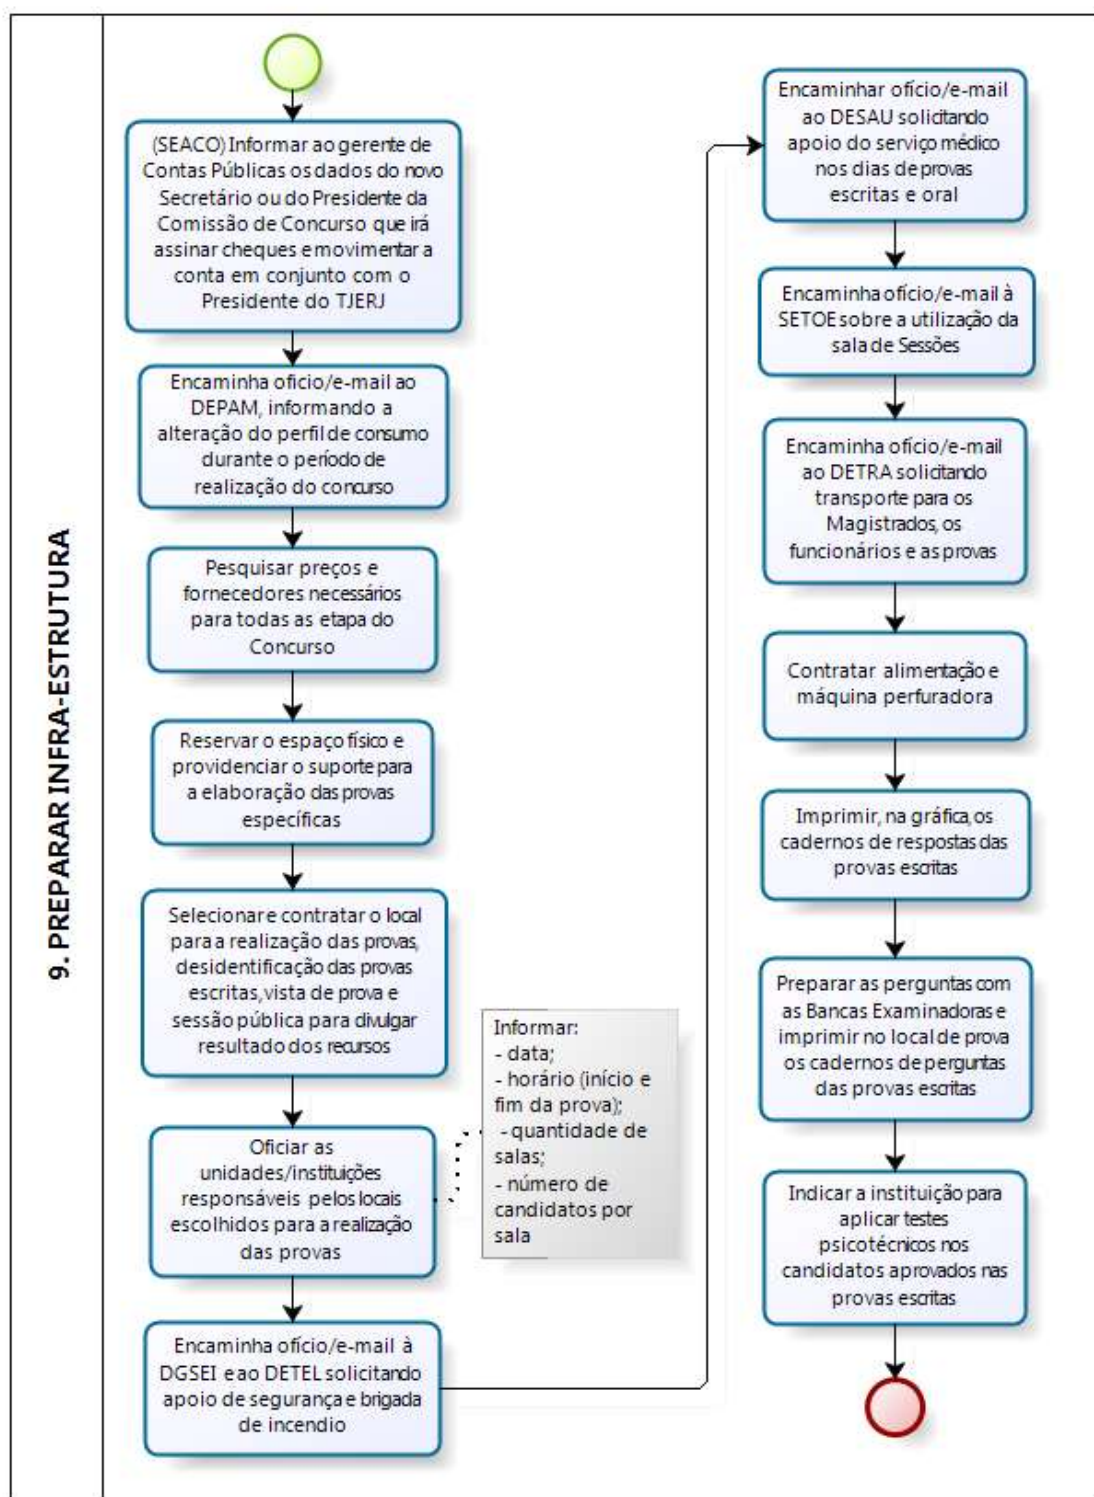 9. PREPARAR INFRA-ESTRUTURA
(SEACO) Informar ao gerente de
Contas Públicas os dados do novo
Secretário ou do Presidente da
Comissão de Concurso que irá
assinar cheques e movimentar a
conta em conjunto com o
Presidente do TJERJ
Encaminha oficio/e-mail ao
DEPAM, informando a
alteração do perfil de consumo
durante o período de
realização do concurso
Pesquisar preços e
fornecedores necessários
para todas as etapa do
Concurso
Reservar o espaço físico e
providenciar o suporte para
a elaboração das provas
específicas
Selecionar e contratar o local
para a realização das provas,
desidentificação das provas
escritas, vista de prova e
sessão pública para divulgar
resultado dos recursos
Oficiar as
unidades/instituições
responsáveis pelos locais
escolhidos para a realização
das provas
Informar:
- data;
- horário (início e
fim da prova);
- quantidade de
salas;
- número de
candidatos por
sala
Encaminha ofício/e-mail à
DGSEI e ao DETEL solicitando
apoio de segurança e brigada
de incendio
Encaminhar ofício/e-mail
ao DESAU solicitando
apoio do serviço médico
nos dias de provas
escritas e oral
Encaminha ofício/e-mail à
SETOE sobre a utilização da
sala de Sessões
Encaminha ofício/e-mail
ao DETRA solicitando
transporte para os
Magistrados, os
funcionários e as provas
Contratar alimentação e
máquina perfuradora
Imprimir, na gráfica, os
cadernos de respostas das
provas escritas
Preparar as perguntas com
as Bancas Examinadoras e
imprimir no local de prova
os cadernos de perguntas
das provas escritas
Indicar a instituição para
aplicar testes
psicotécnicos nos
candidatos aprovados nas
provas escritas